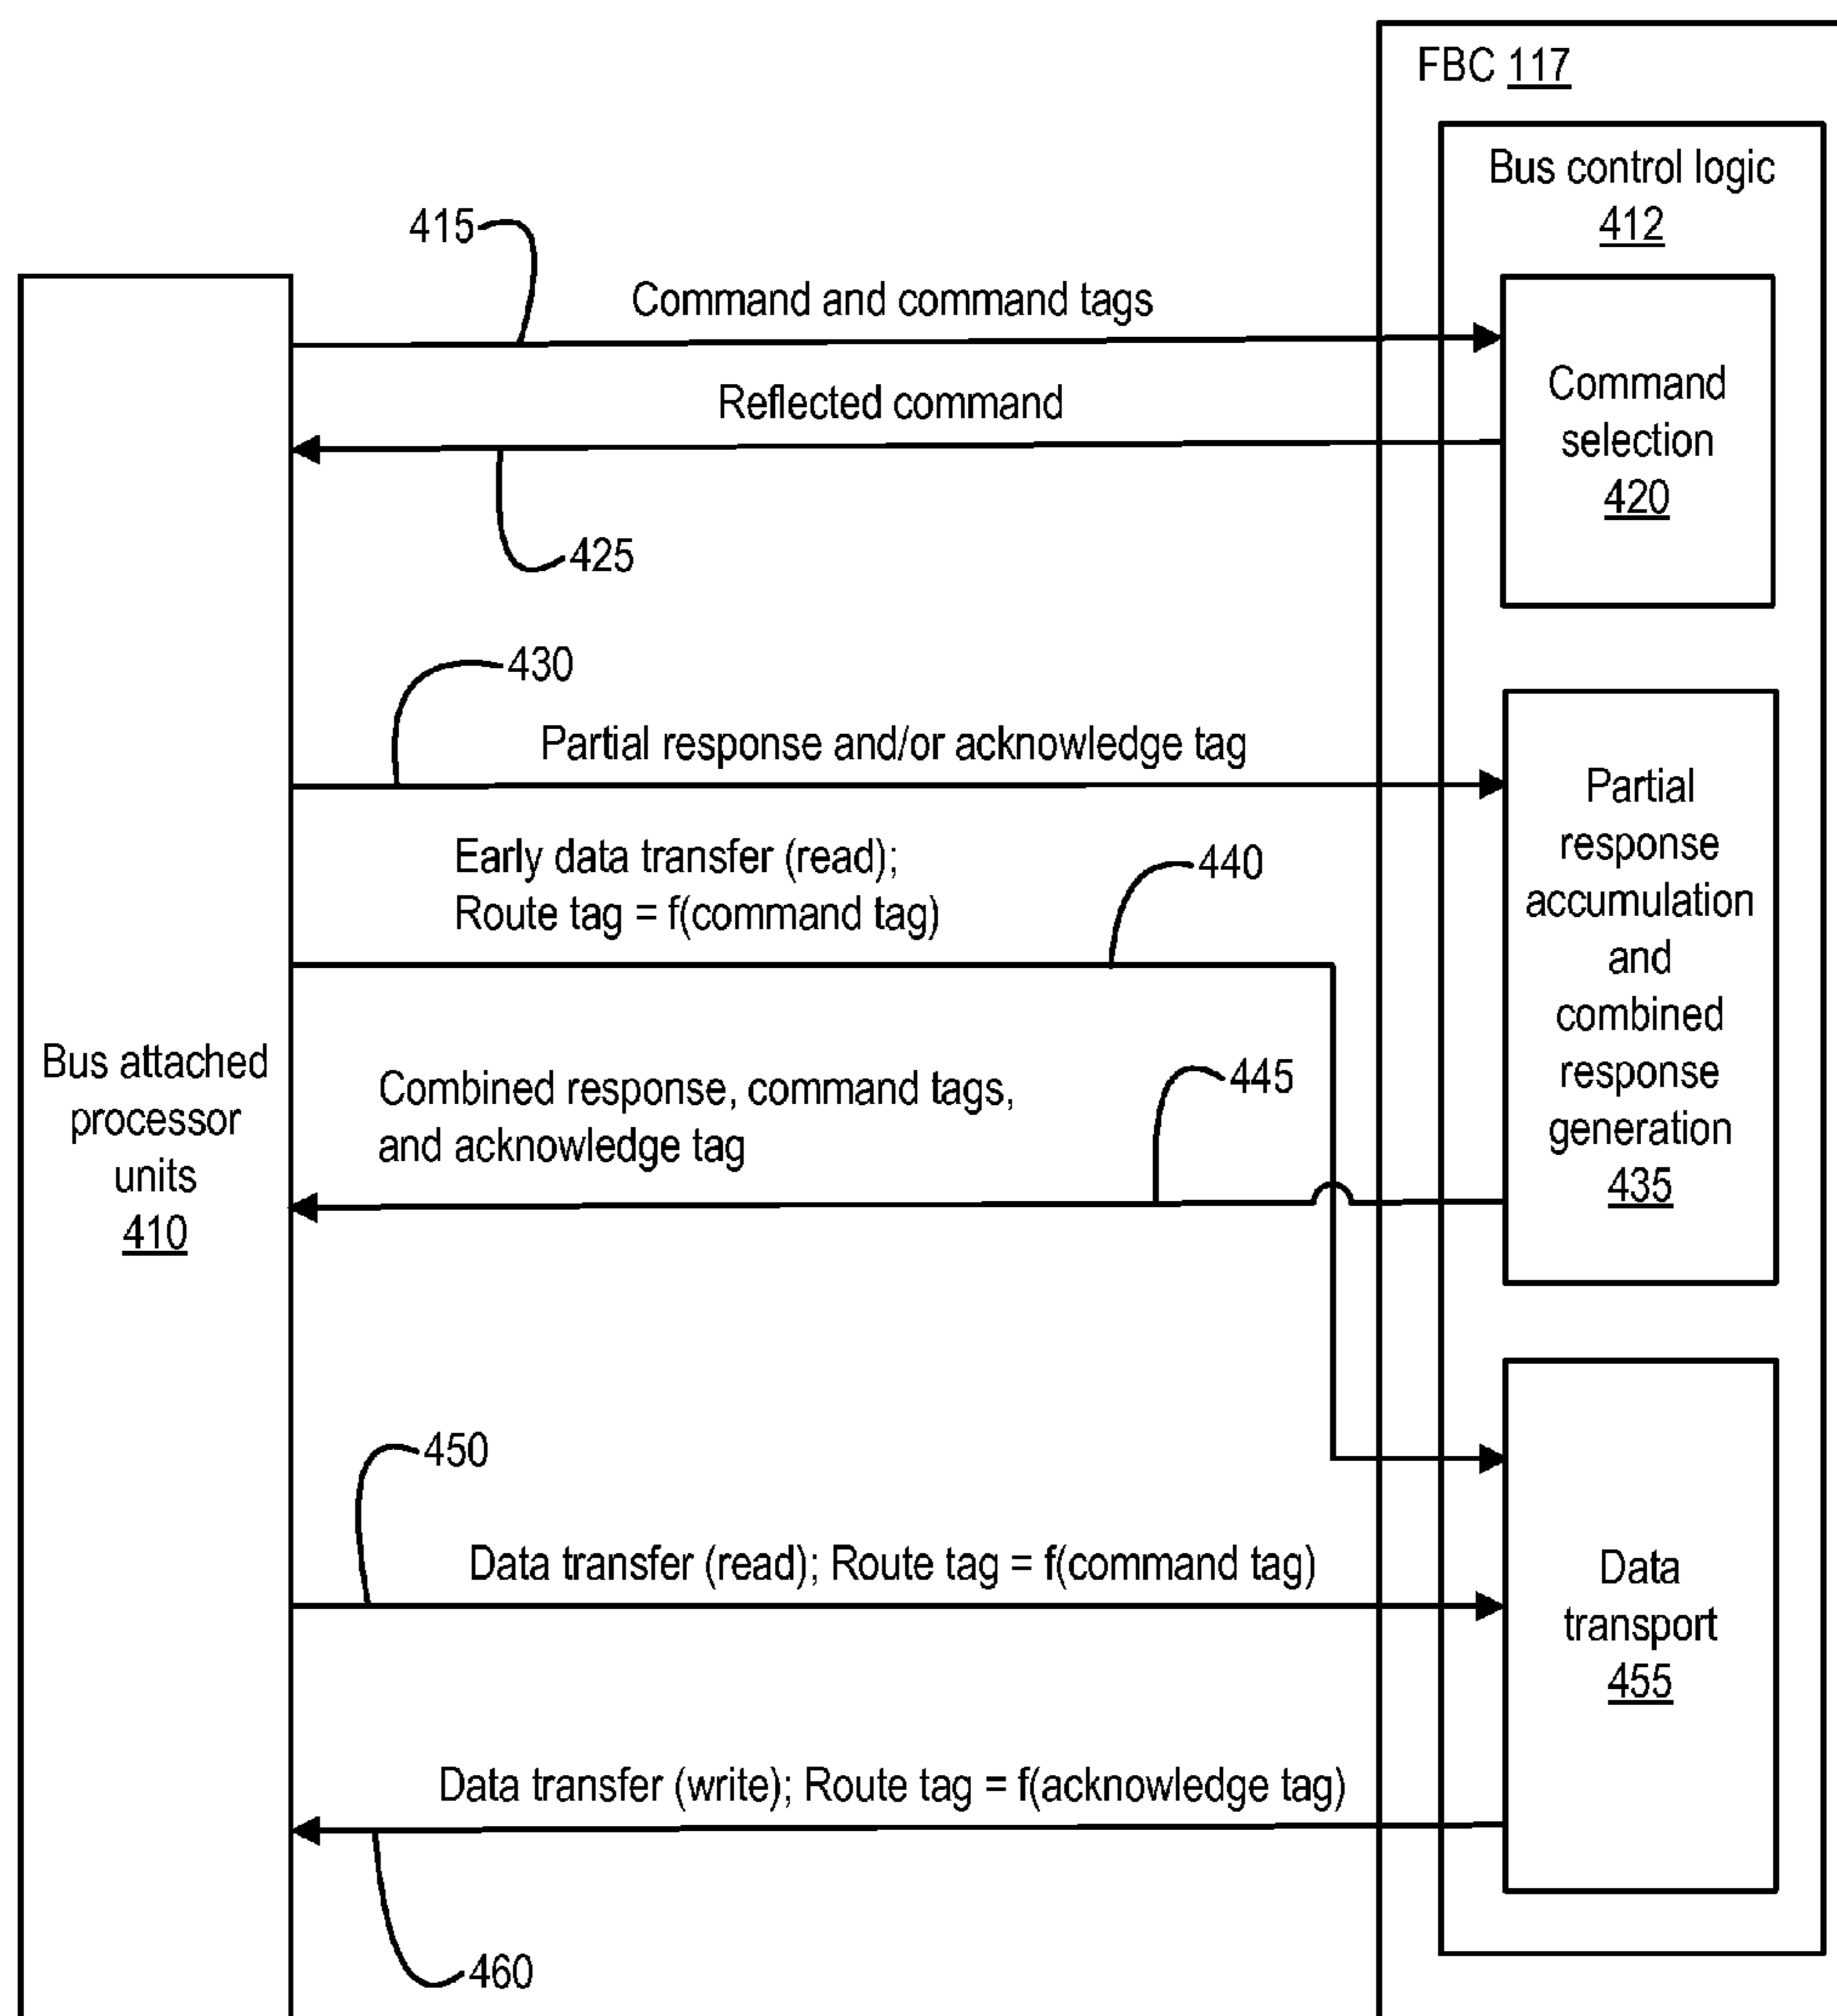 FBC 117
Bus control logic
412
415
Command and command tags
Command
selection
420
Reflected command
425
430
Partial response and/or acknowledge tag
Partial
response
accumulation
and
combined
response
generation
435
Early data transfer (read);
Route tag = f(command tag)
440
Bus attached
processor
units
410
Combined response, command tags,
and acknowledge tag
445
450
Data transfer (read); Route tag = f(command tag)
Data
transport
455
Data transfer (write); Route tag = f(acknowledge tag)
460